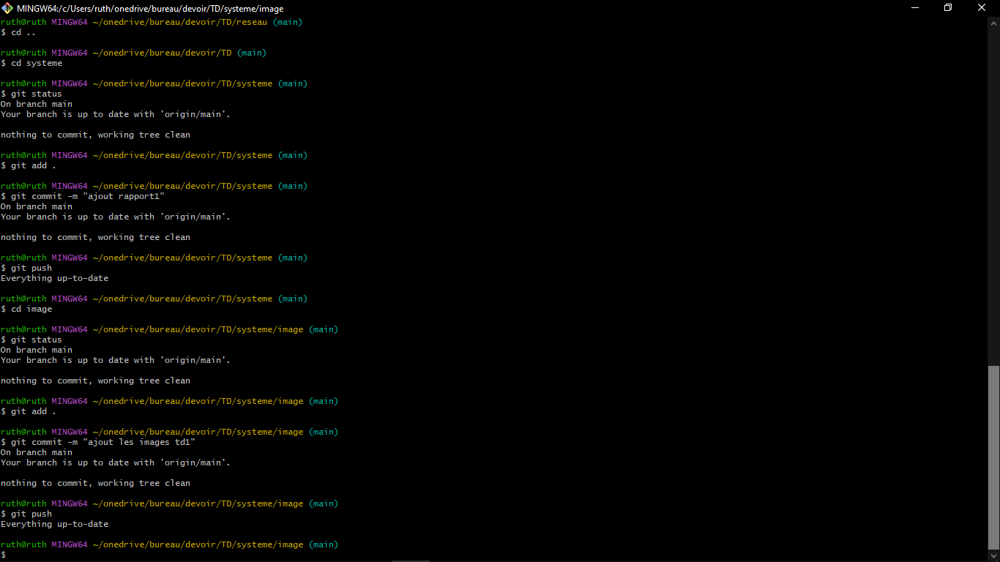 MINGW64:/c/Users/ruth/onedrive/bureau/devoir/TD/systeme/image
ruth@ruth MINGW64 ~/onedrive/bureau/devoir/TD/reseau (main)
$ cd ..
ruth@ruth MINGW64 ~/onedrive/bureau/devoir/TD (main)
$ cd systeme
ruth@ruth MINGW64 ~/onedrive/bureau/devoir/TD/systeme (main)
$ git status
On branch main
Your branch is up to date with 'origin/main'.
nothing to commit, working tree clean
ruth@ruth MINGW64 ~/onedrive/bureau/devoir/TD/systeme (main)
$ git add .
ruth@ruth MINGW64 ~/onedrive/bureau/devoir/TD/systeme (main)
$ git commit -m "ajout rapport1"
On branch main
Your branch is up to date with 'origin/main'.
nothing to commit, working tree clean
ruth@ruth MINGW64 ~/onedrive/bureau/devoir/TD/systeme (main)
$ git push
Everything up-to-date
ruth@ruth MINGW64 ~/onedrive/bureau/devoir/TD/systeme (main)
$ cd image
ruth@ruth MINGW64 ~/onedrive/bureau/devoir/TD/systeme/image (main)
$ git status
On branch main
Your branch is up to date with 'origin/main'.
nothing to commit, working tree clean
ruth@ruth MINGW64 ~/onedrive/bureau/devoir/TD/systeme/image (main)
$ git add .
ruth@ruth MINGW64 ~/onedrive/bureau/devoir/TD/systeme/image (main)
$ git commit -m "ajout les images td1"
On branch main
Your branch is up to date with 'origin/main'.
nothing to commit, working tree clean
ruth@ruth MINGW64 ~/onedrive/bureau/devoir/TD/systeme/image (main)
$ git push
Everything up-to-date
ruth@ruth MINGW64 ~/onedrive/bureau/devoir/TD/systeme/image (main)
$